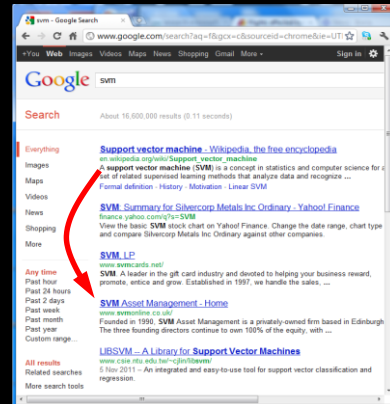 svm - Google Search
www.google.com/search?aq=f&gcx=c&sourceid=chrome&ie=UT
+You Web Images Videos Maps News Shopping Gmail More
Sign in
Google
svm
Search
About 16,600,000 results (0.11 seconds)
Everything
Images
Maps
Videos
News
Shopping
More
Any time
Past hour
Past 24 hours
Past 2 days
Past week
Past month
Past year
Custom range...
All results
Related searches
More search tools
Support vector machine - Wikipedia, the free encyclopedia
en.wikipedia.org/wiki/Support_vector_machine
A support vector machine (SVM) is a concept in statistics and computer science for a
set of related supervised learning methods that analyze data and recognize ...
Formal definition - History - Motivation - Linear SVM
SVM: Summary for Silvercorp Metals Inc Ordinary - Yahoo! Finance
finance.yahoo.com/q?s=SVM
View the basic SVM stock chart on Yahoo! Finance. Change the date range, chart type
and compare Silvercorp Metals Inc Ordinary against other companies.
SVM, LP
www.svmcards.net/
SVM. A leader in the gift card industry and devoted to helping your business reward,
promote, entice and grow. Established in 1997, we handle the sales, ...
SVM Asset Management - Home
www.svmonline.co.uk/
Founded in 1990, SVM Asset Management is a privately-owned firm based in Edinburgh
The three founding directors continue to own 100% of the equity, with ...
LIBSVM -- A Library for Support Vector Machines
www.csie.ntu.edu.tw/~cjlin/libsvm/
5 Nov 2011 – An integrated and easy-to-use tool for support vector classification and
regression.